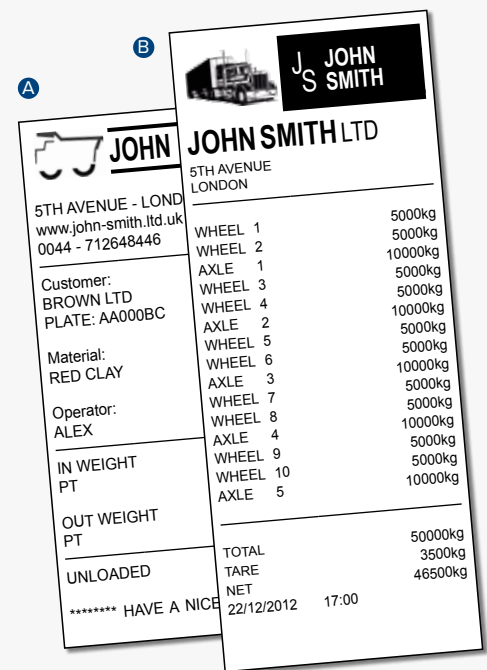 A
JOHN
5TH AVENUE - LOND
www.john-smith.ltd.uk
0044 - 712648446
Customer:
BROWN LTD
PLATE: AA000BC
Material:
RED CLAY
Operator:
ALEX
IN WEIGHT
PT
OUT WEIGHT
PT
UNLOADED
******** HAVE A NICE
B
JS JOHN
SMITH
JOHN SMITH LTD
5TH AVENUE
LONDON
WHEEL 1 5000kg
WHEEL 2 5000kg
AXLE 1 10000kg
WHEEL 3 5000kg
WHEEL 4 5000kg
AXLE 2 10000kg
WHEEL 5 5000kg
WHEEL 6 5000kg
AXLE 3 10000kg
WHEEL 7 5000kg
WHEEL 8 5000kg
AXLE 4 10000kg
WHEEL 9 5000kg
WHEEL 10 5000kg
AXLE 5 10000kg
TOTAL 50000kg
TARE 3500kg
NET 46500kg
22/12/2012 17:00